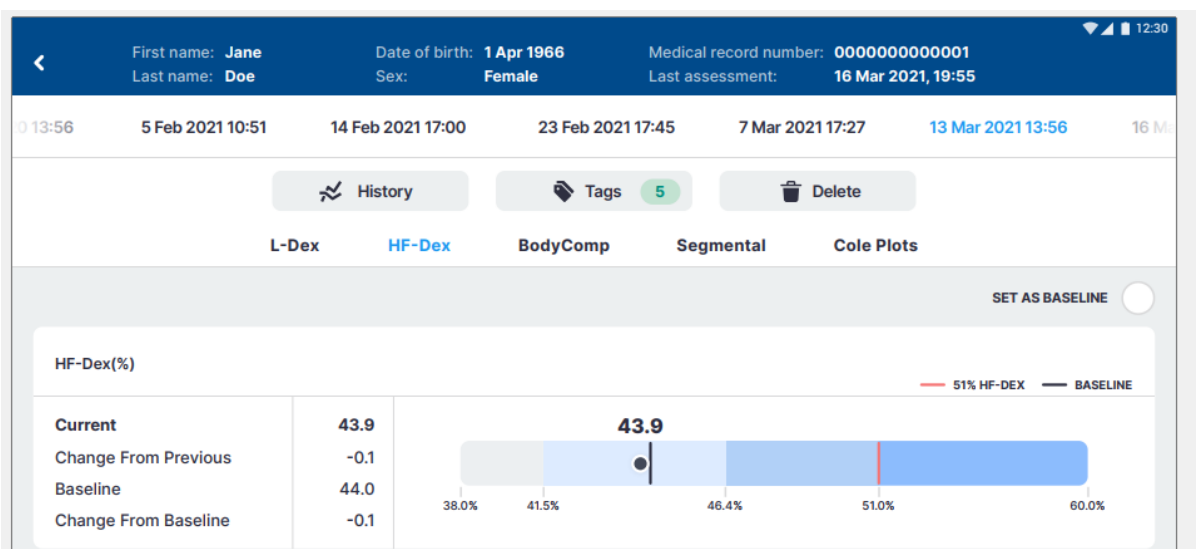 12:30
First name: Jane Date of birth: 1 Apr 1966 Medical record number: 0000000000001
Last name: Doe Sex: Female Last assessment: 16 Mar 2021, 19:55
0 13:56 5 Feb 2021 10:51 14 Feb 2021 17:00 23 Feb 2021 17:45 7 Mar 2021 17:27 13 Mar 2021 13:56 16 Ma
History Tags 5 Delete
L-Dex HF-Dex BodyComp Segmental Cole Plots
SET AS BASELINE
HF-Dex(%)
51% HF-DEX BASELINE
Current 43.9 43.9
Change From Previous -0.1
Baseline 44.0
38.0% 41.5% 46.4% 51.0% 60.0%
Change From Baseline -0.1